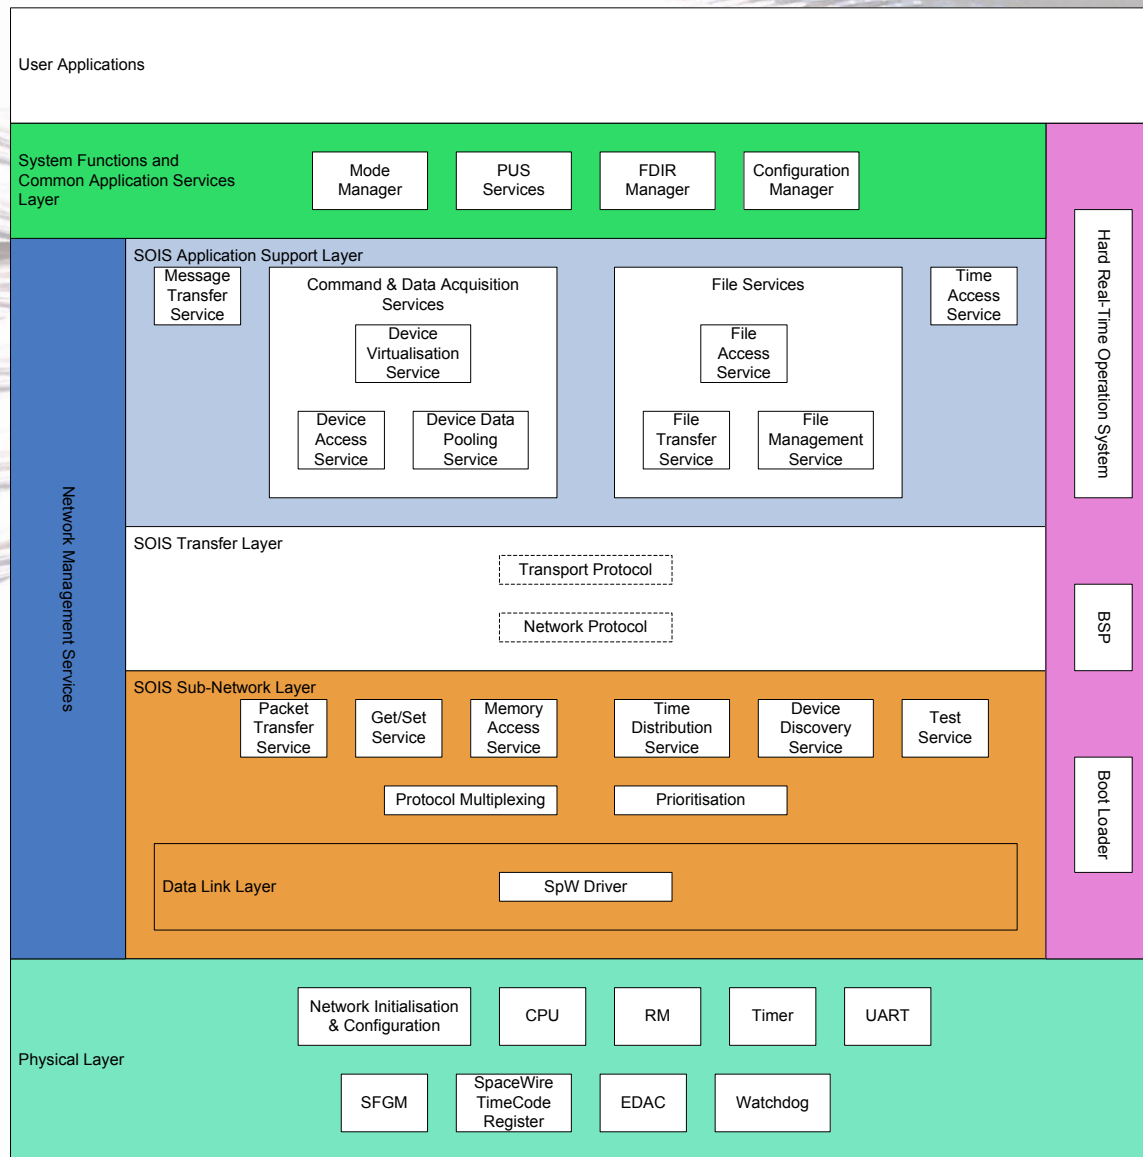 User Applications
System Functions and
Common Application Services
Layer
Mode
Manager
PUS
Services
FDIR
Manager
Configuration
Manager
Network Management Services
SOIS Application Support Layer
Message
Transfer
Service
Command & Data Acquisition
Services
Device
Virtualisation
Service
Device
Access
Service
Device Data
Pooling
Service
File Services
File
Access
Service
File
Transfer
Service
File
Management
Service
Time
Access
Service
SOIS Transfer Layer
Transport Protocol
Network Protocol
SOIS Sub-Network Layer
Packet
Transfer
Service
Get/Set
Service
Memory
Access
Service
Time
Distribution
Service
Device
Discovery
Service
Test
Service
Protocol Multiplexing
Prioritisation
Data Link Layer
SpW Driver
Hard Real-Time Operation System
BSP
Boot Loader
Physical Layer
Network Initialisation
& Configuration
CPU
RM
Timer
UART
SFGM
SpaceWire
TimeCode
Register
EDAC
Watchdog